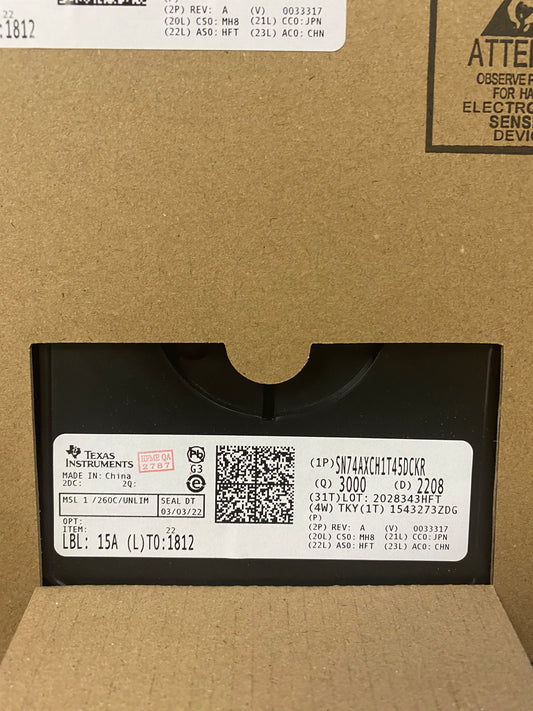 (2P) REV: A (V) 0033317
(20L) CSO: MH8 (21L) CCO:JPN
(22L) ASO: HFT (23L) ACO: CHN
22
:1812
ATTE
OBSERVE
FOR HA
ELECTRO
SENS
DEVIC
TEXAS
INSTRUMENTS
MADE IN: China
2DC: 2Q:
HFME QA
2787
Pb
G3
e
MSL 1 /260C/UNLIM
SEAL DT
03/03/22
OPT:
ITEM: 22
LBL: 15A (L)TO:1812
(1P) SN74AXCH1T45DCKR
(Q) 3000 (D) 2208
(31T)LOT: 2028343HFT
(4W) TKY(1T) 1543273ZDG
(P)
(2P) REV: A (V) 0033317
(20L) CSO: MH8 (21L) CCO:JPN
(22L) ASO: HFT (23L) ACO: CHN